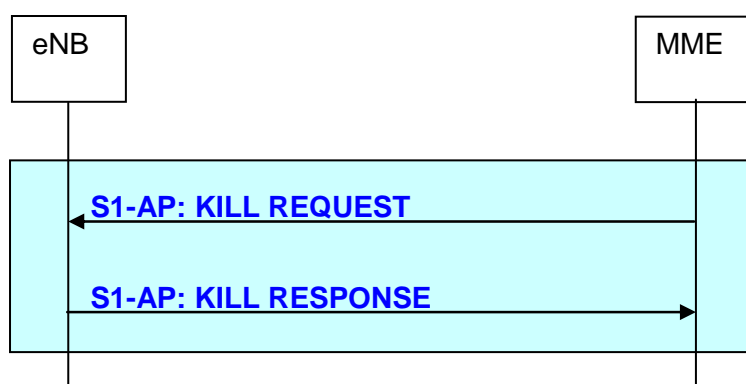 eNB
MME
S1-AP: KILL REQUEST
S1-AP: KILL RESPONSE